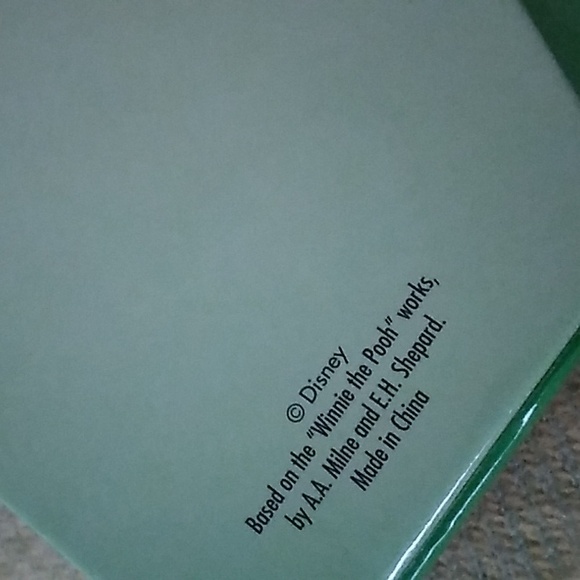 © Disney
Based on the "Winnie the Pooh" works,
by A.A. Milne and E.H. Shepard.
Made in China